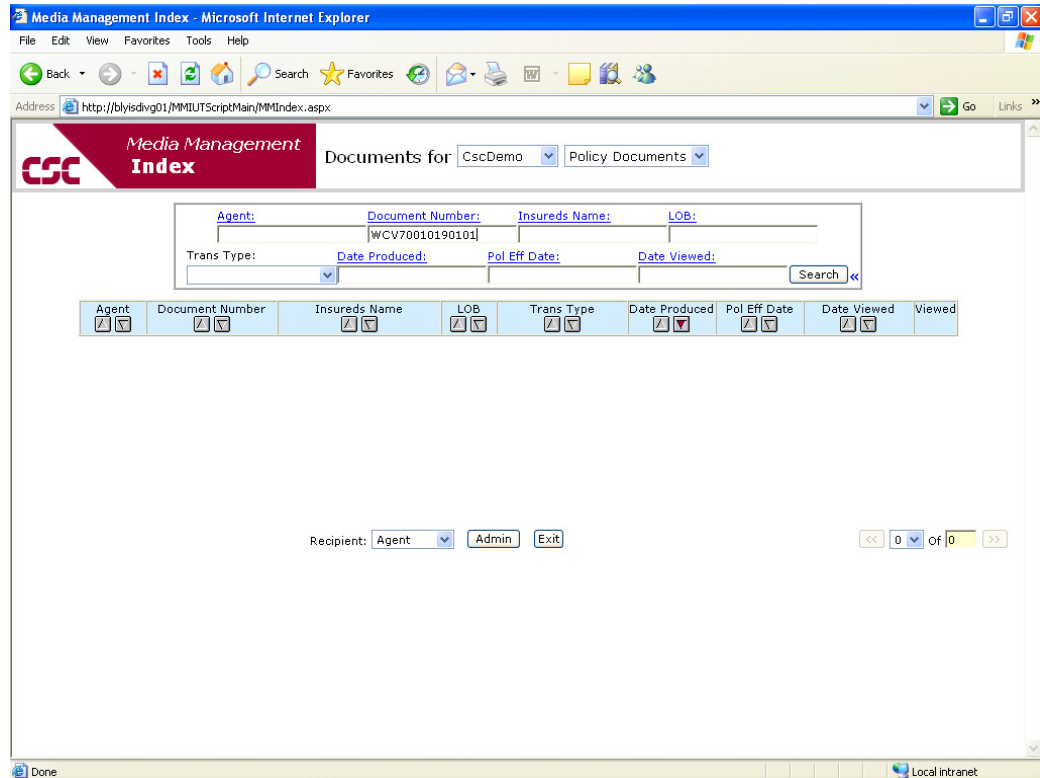 Media Management Index - Microsoft Internet Explorer
File Edit View Favorites Tools Help
Back Search Favorites
Address http://blyisdivg01/MMIUTScriptMain/MMIndex.aspx Go Links »
CSC Media Management Index
Documents for CscDemo Policy Documents
Agent: Document Number: Insureds Name: LOB:
WCV70010190101
Trans Type: Date Produced: Pol Eff Date: Date Viewed:
Search «
Agent Document Number Insureds Name LOB Trans Type Date Produced Pol Eff Date Date Viewed Viewed
Recipient: Agent Admin Exit << 0 Of 0 >>
Done Local intranet